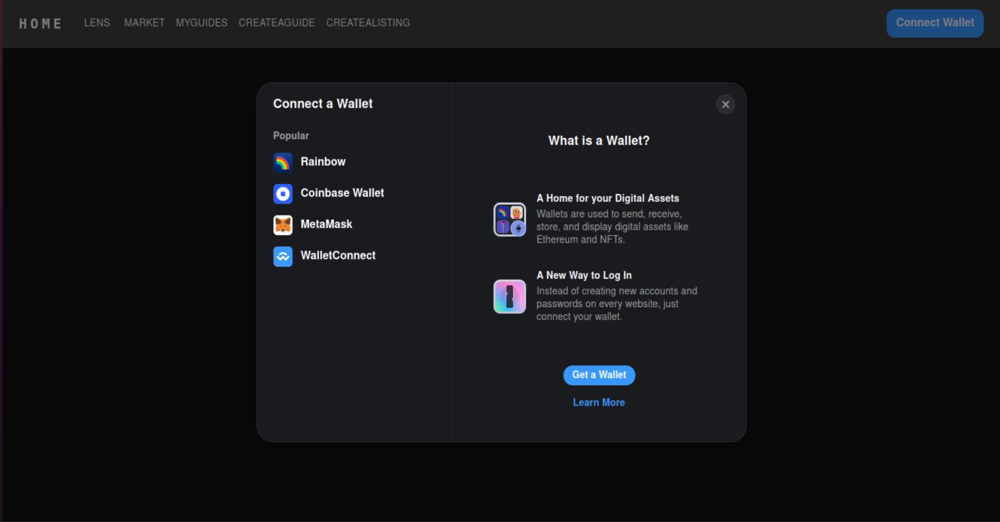 HOME LENS MARKET MYGUIDES CREATEAGUIDE CREATEALISTING Connect Wallet
Connect a Wallet
Popular
Rainbow
Coinbase Wallet
MetaMask
WalletConnect
What is a Wallet?
A Home for your Digital Assets
Wallets are used to send, receive,
store, and display digital assets like
Ethereum and NFTs.
A New Way to Log In
Instead of creating new accounts and
passwords on every website, just
connect your wallet.
Get a Wallet
Learn More